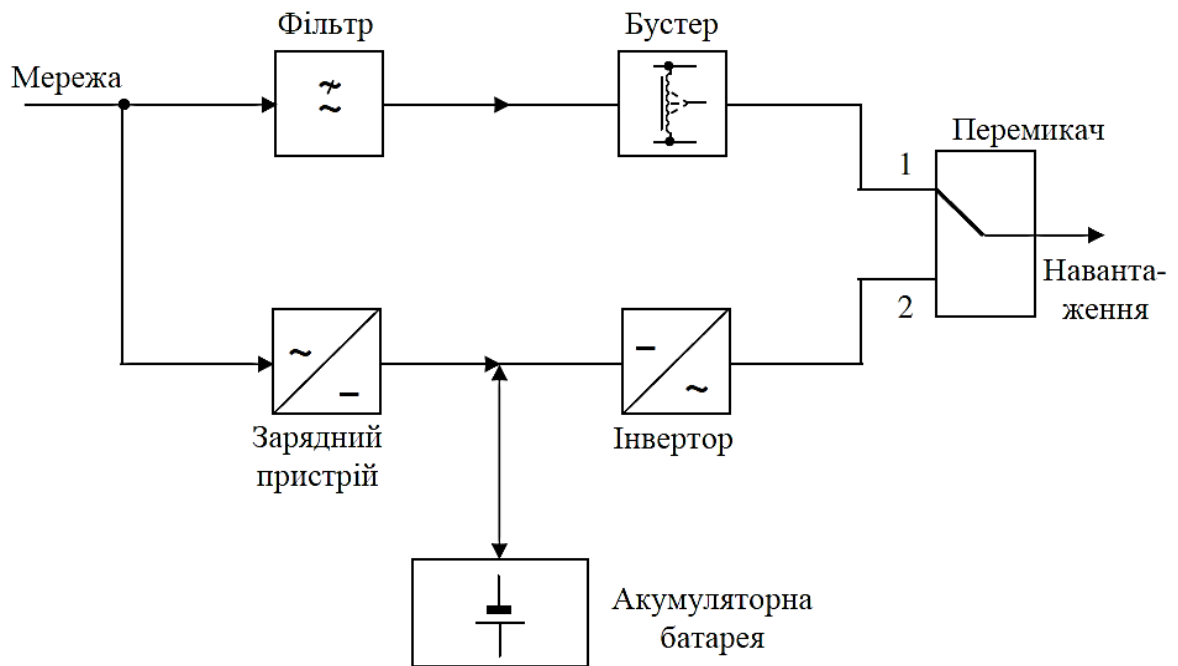 Фільтр
Бустер
Мережа
Перемикач
1
Наванта-
ження
2
Зарядний
пристрій
Інвертор
Акумуляторна
батарея